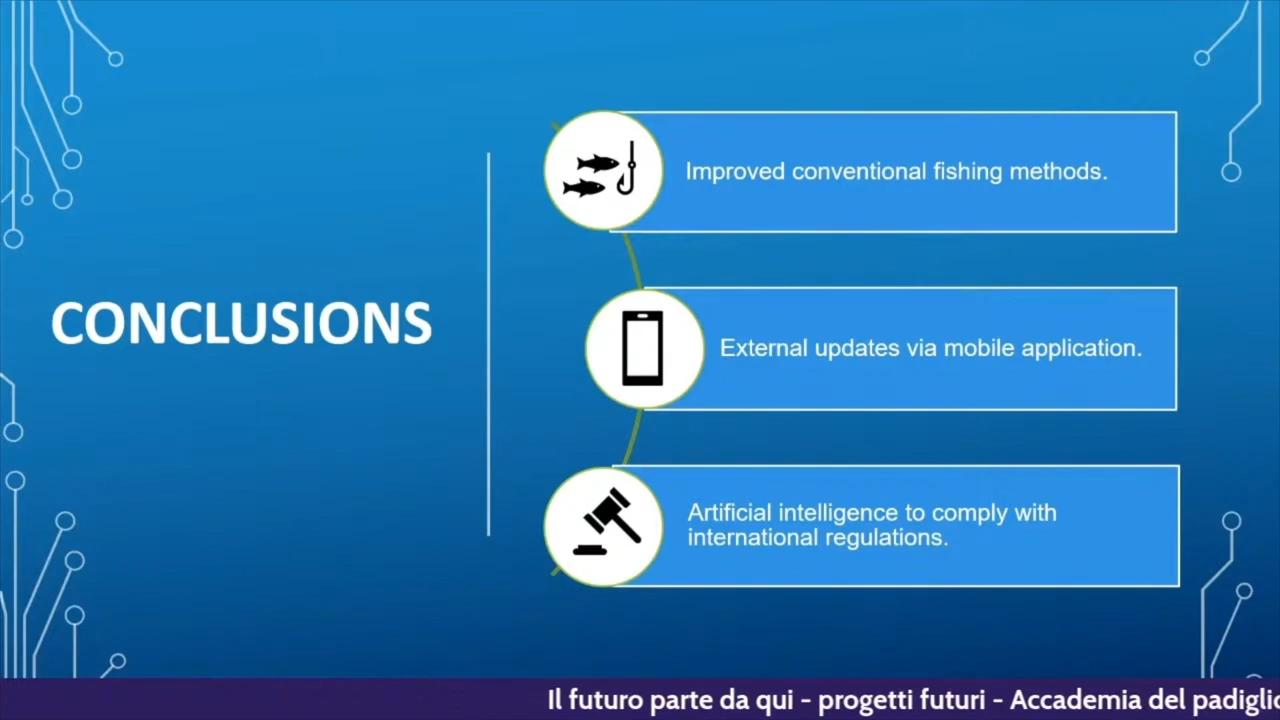 CONCLUSIONS
Improved conventional fishing methods.
External updates via mobile application.
Artificial intelligence to comply with
international regulations.
Il futuro parte da qui - progetti futuri - Accademia del